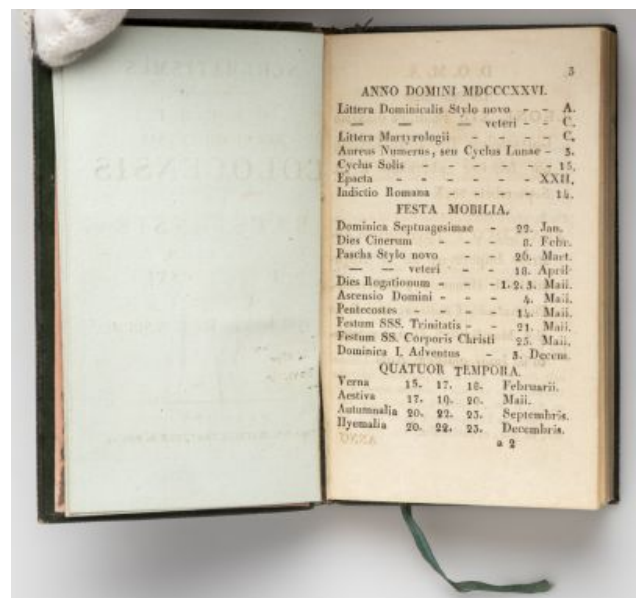 3
ANNO DOMINI MDCCCXXVI.
Littera Dominicalis Stylo novo - - A.
— — — veteri - - C.
Littera Martyrologii - - - - C.
Aureus Numerus, seu Cyclus Lunae - 3.
Cyclus Solis - - - - - - 15.
Epacta - - - - - - XXII.
Indictio Romana - - - - - 14.
FESTA MOBILIA.
Dominica Septuagesimae - 22. Jan.
Dies Cinerum - - - 8. Febr.
Pascha Stylo novo - - 26. Mart.
— — veteri - - 18. April
Dies Rogationum - - - 1. 2. 3. Maii.
Ascensio Domini - - - 4. Maii.
Pentecostes - - - - 14. Maii.
Festum SSS. Trinitatis - - 21. Maii.
Festum SS. Corporis Christi 25. Maii.
Dominica I. Adventus - 3. Decem.
QUATUOR TEMPORA.
Verna 15. 17. 18. Februarii.
Aestiva 17. 19. 20. Maii.
Autumnalia 20. 22. 23. Septembris.
Hyemalia 20. 22. 23. Decembris.
a 2